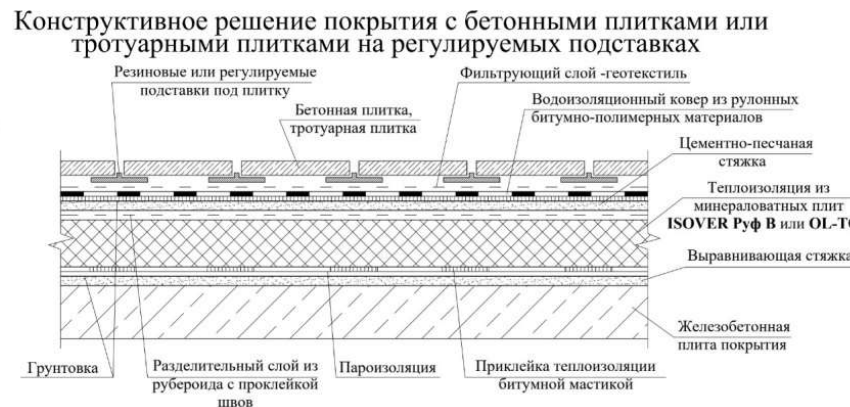 Конструктивное решение покрытия с бетонными плитками или
тротуарными плитками на регулируемых подставках
Резиновые или регулируемые
подставки под плитку
Фильтрующий слой -геотекстиль
Бетонная плитка,
тротуарная плитка
Водоизоляционный ковер из рулонных
битумно-полимерных материалов
Цементно-песчаная
стяжка
Теплоизоляция из
минераловатных плит
ISOVER Руф В или OL-TO
Выравнивающая стяжка
Железобетонная
плита покрытия
Грунтовка
Разделительный слой из
рубероида с проклейкой
швов
Пароизоляция
Приклейка теплоизоляции
битумной мастикой